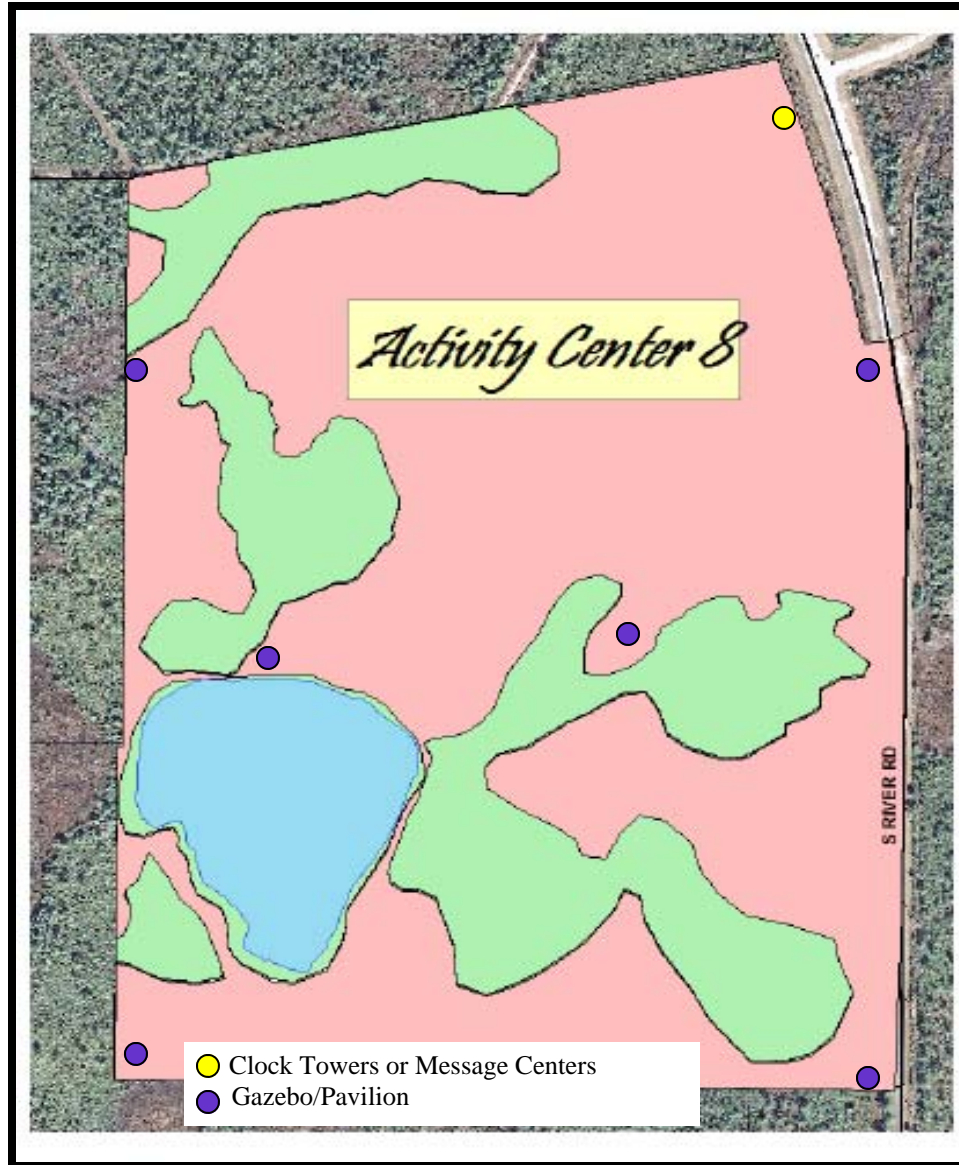 Activity Center 8
S RIVER RD
Clock Towers or Message Centers
Gazebo/Pavilion